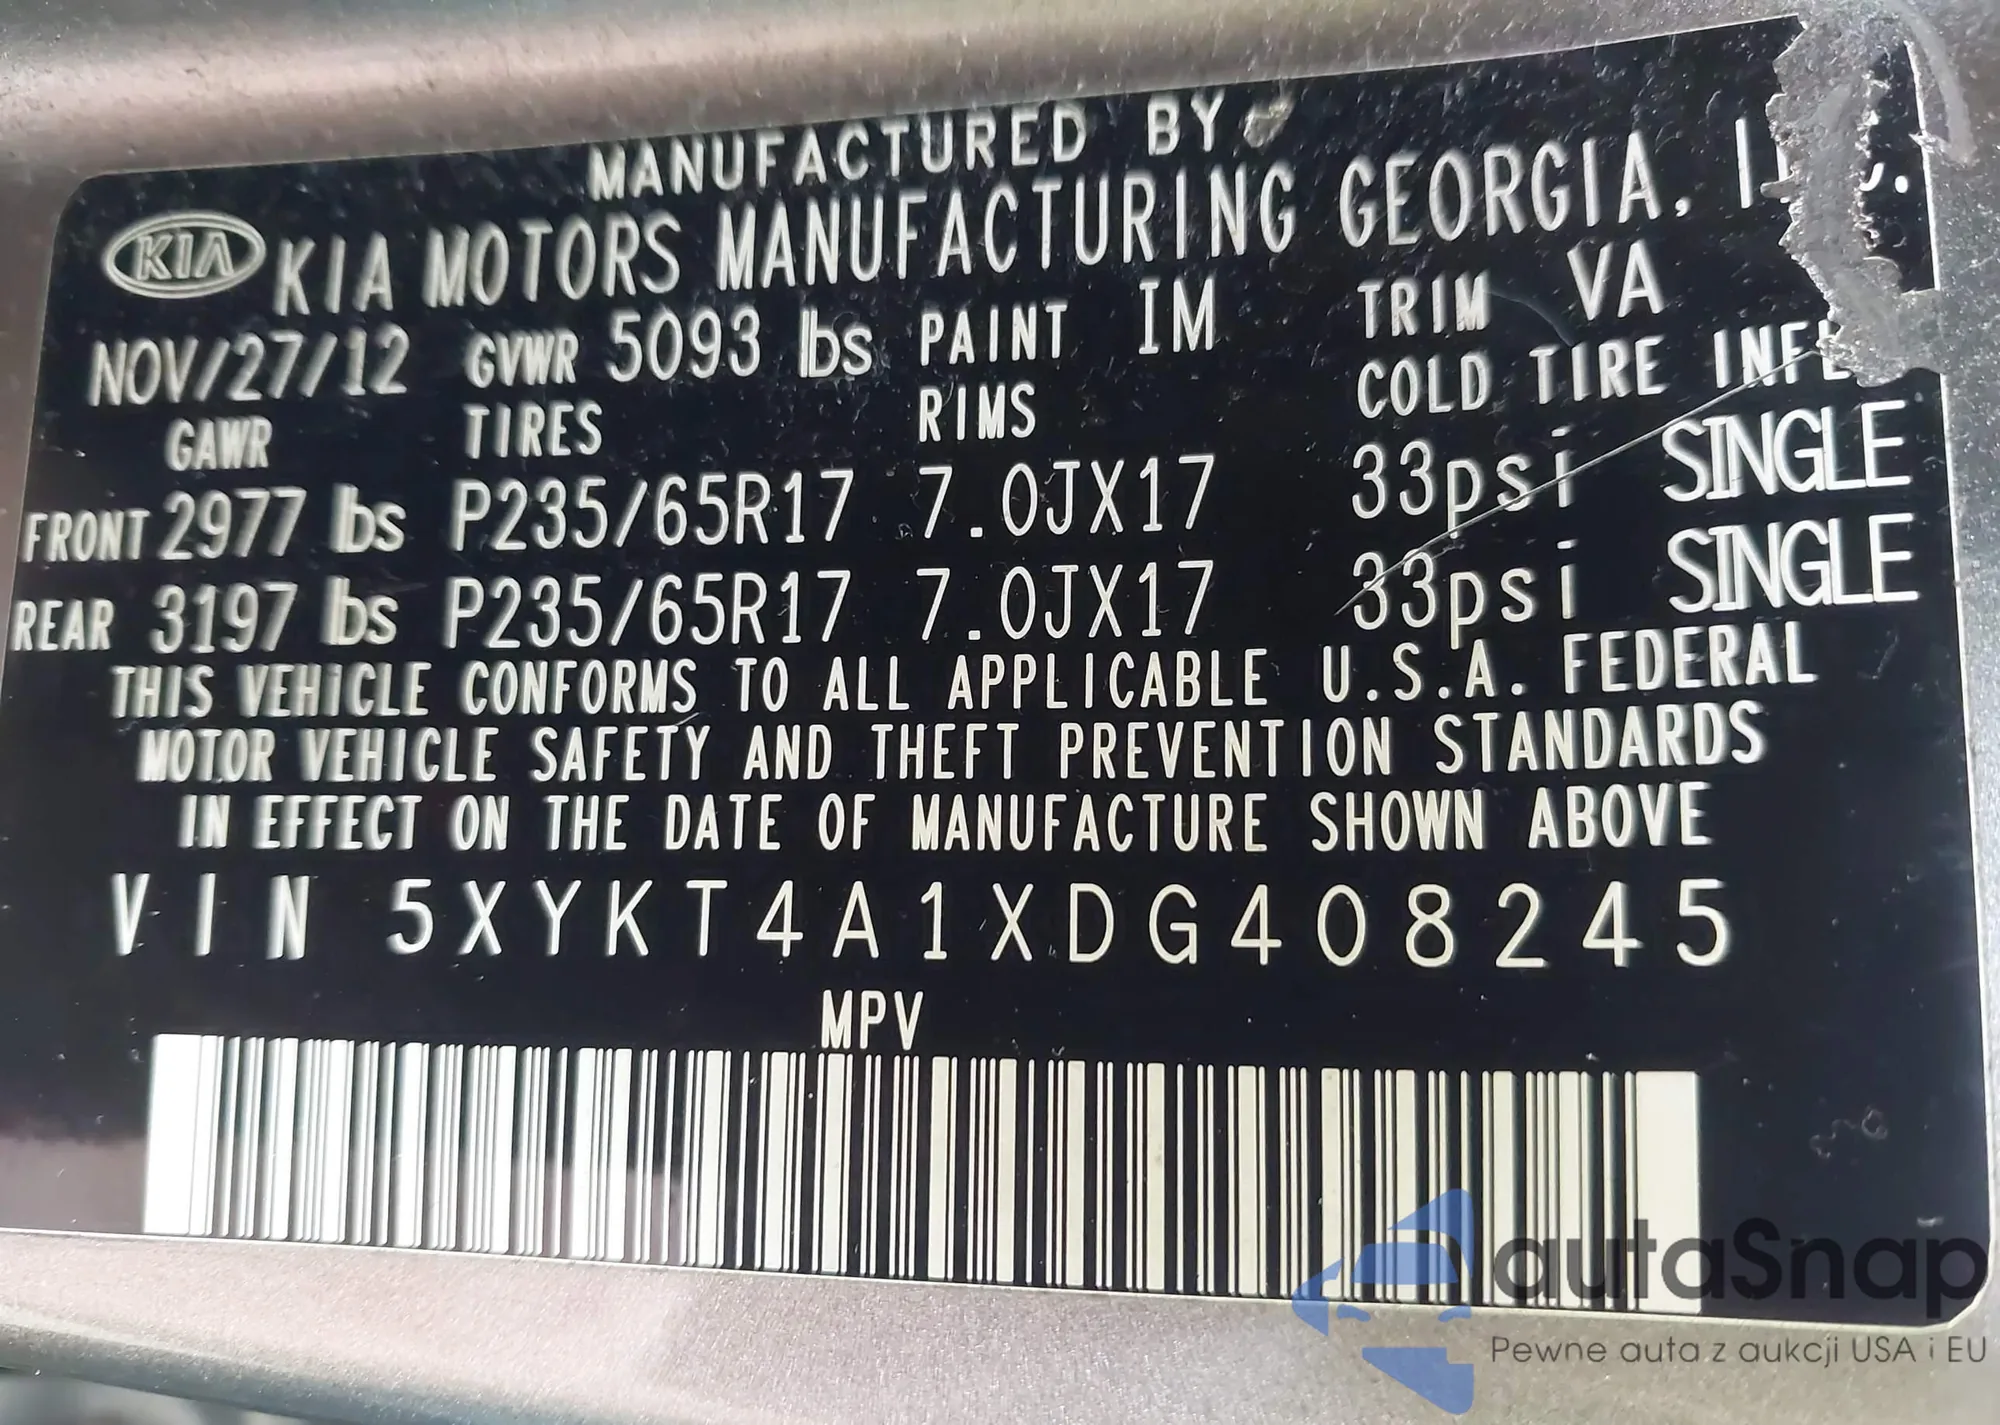 MANUFACTURED BY
KIA KIA MOTORS MANUFACTURING GEORGIA,
NOV/27/12 GVWR 5093 lbs PAINT IM TRIM VA
GAWR TIRES RIMS COLD TIRE
FRONT 2977 lbs P235/65R17 7.0JX17 33psi SINGLE
REAR 3197 lbs P235/65R17 7.0JX17 33psi SINGLE
THIS VEHICLE CONFORMS TO ALL APPLICABLE U.S.A. FEDERAL
MOTOR VEHICLE SAFETY AND THEFT PREVENTION STANDARDS
IN EFFECT ON THE DATE OF MANUFACTURE SHOWN ABOVE
VIN 5XYKT4A1XDG408245
MPV
autaSnap
Pewne auta z aukcji USA i EU